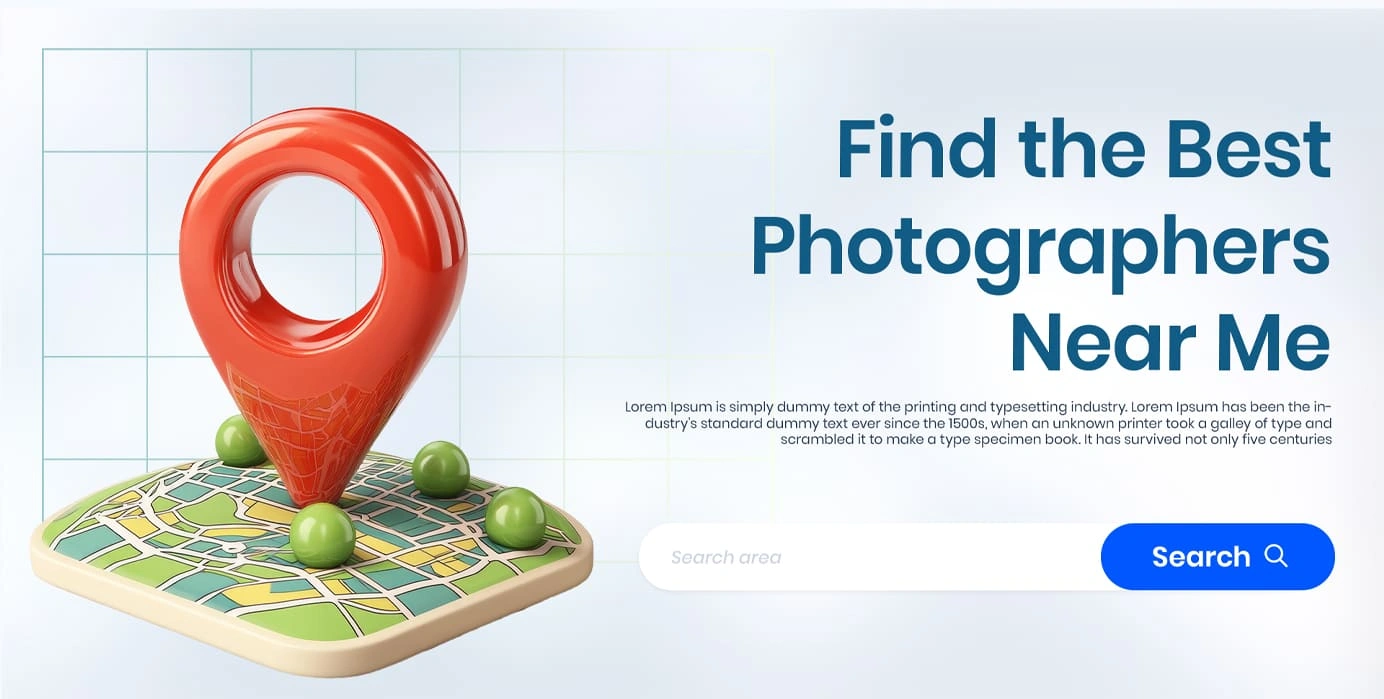 Find the Best
Photographers
Near Me
Lorem Ipsum is simply dummy text of the printing and typesetting industry. Lorem Ipsum has been the in-
dustry's standard dummy text ever since the 1500s, when an unknown printer took a galley of type and
scrambled it to make a type specimen book. It has survived not only five centuries
Search area
Search